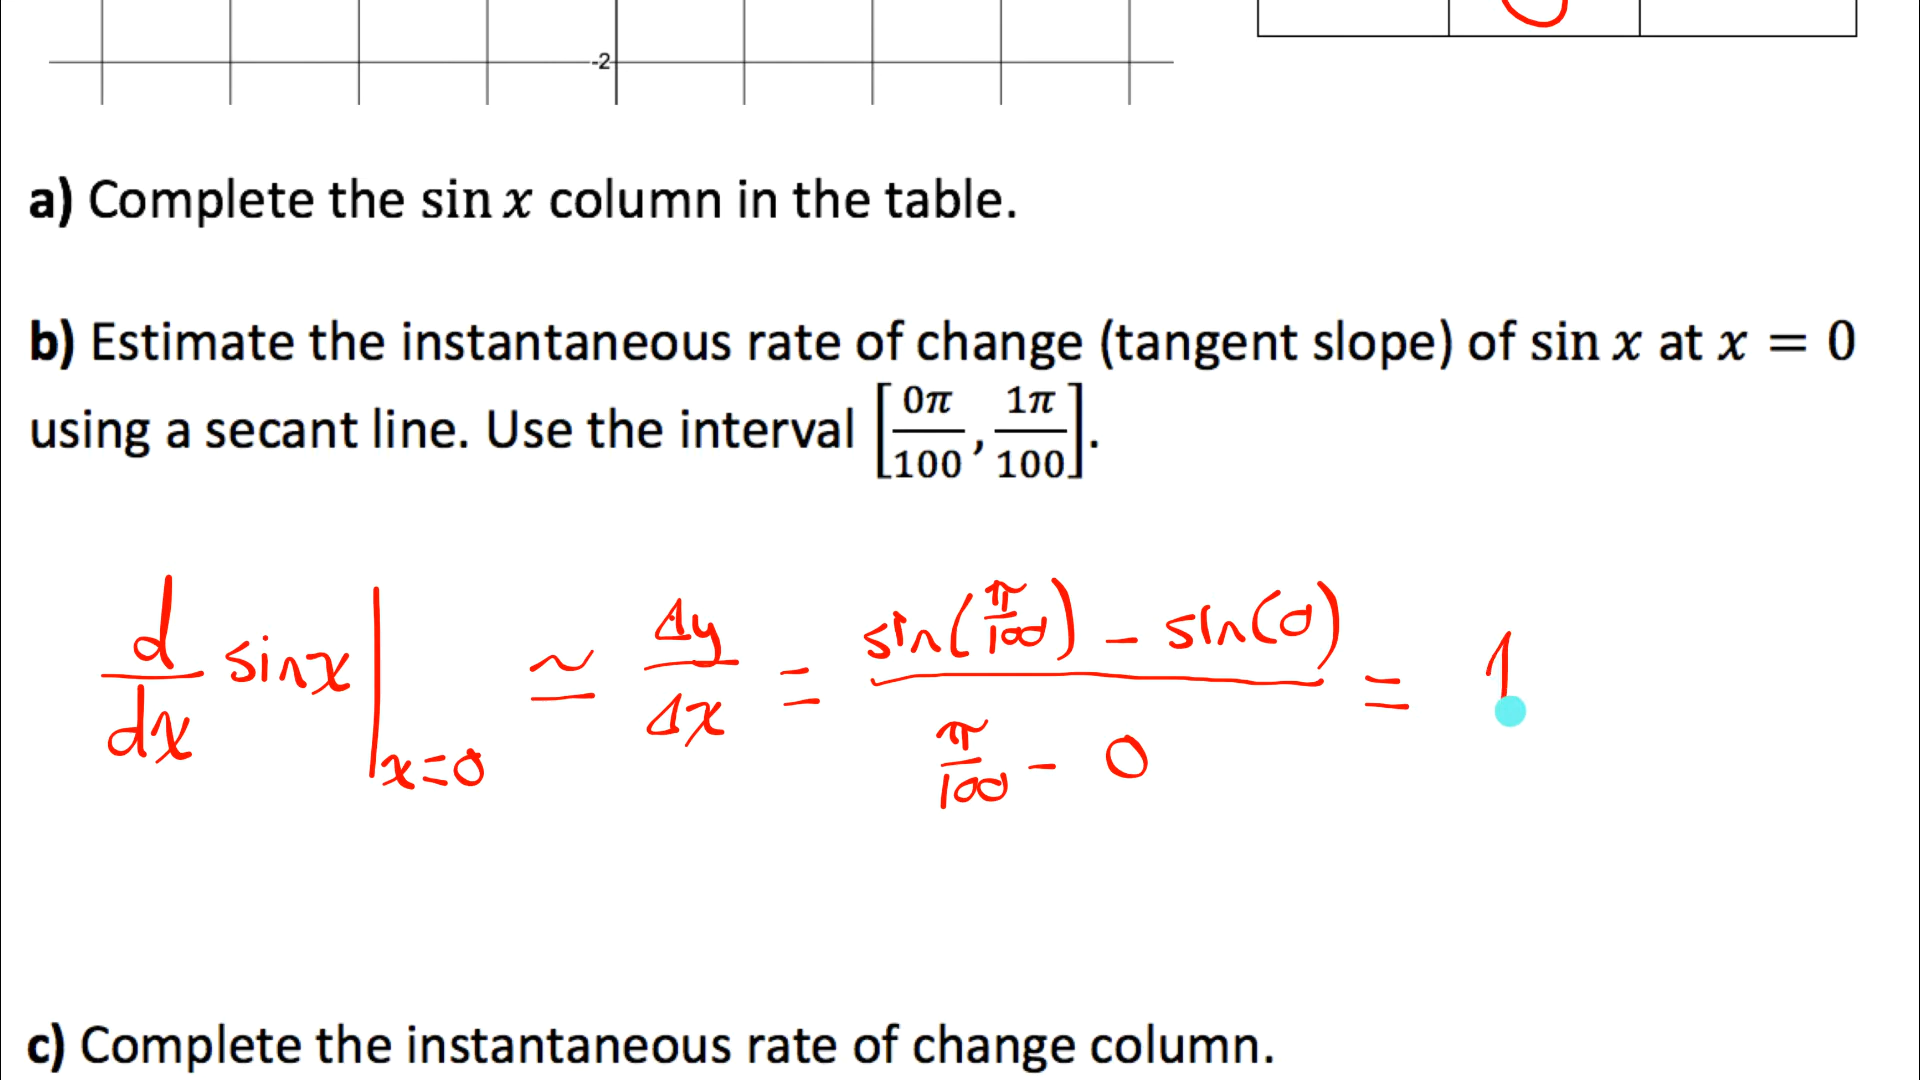 -2
a) Complete the sin x column in the table.
b) Estimate the instantaneous rate of change (tangent slope) of sin x at x = 0
using a secant line. Use the interval [0π/100, 1π/100].
d/dx sinx |x=0 ≃ Δy/Δx = (sin(π/100) - sin(0))/(π/100 - 0) = 1
c) Complete the instantaneous rate of change column.